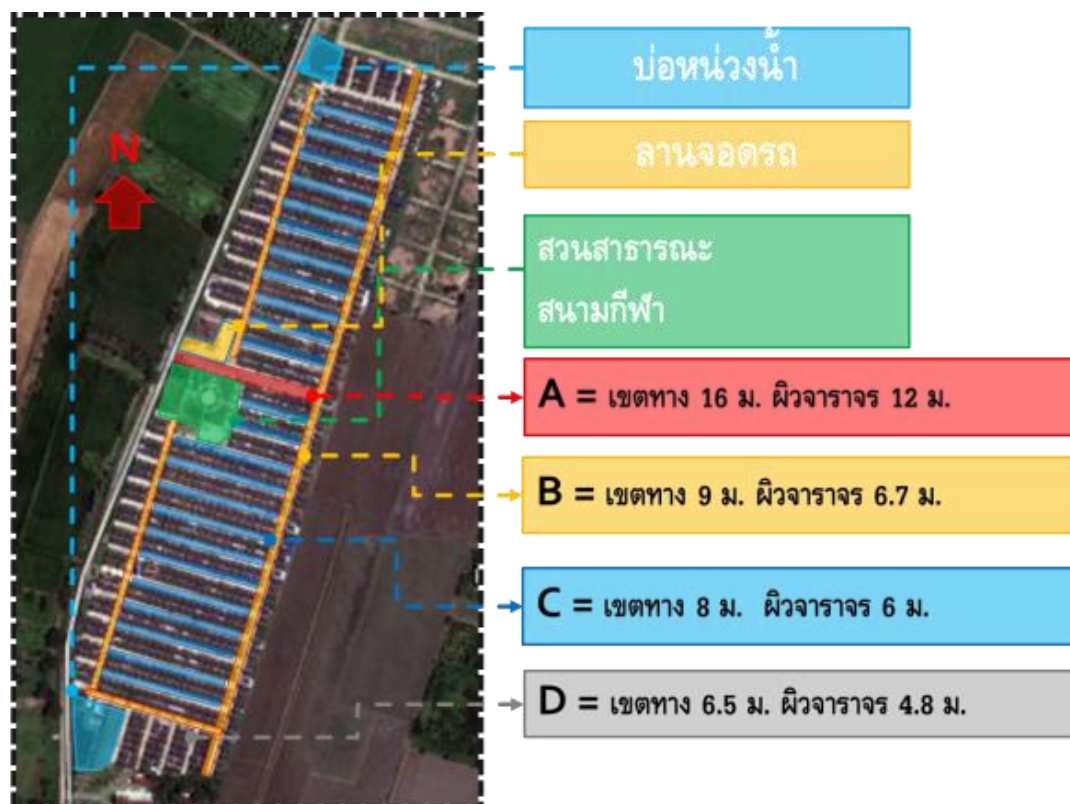 N
บ่อหน่วงน้ำ
ลานจอดรถ
สวนสาธารณะ
สนามกีฬา
A = เขตทาง 16 ม. ผิวจาราจร 12 ม.
B = เขตทาง 9 ม. ผิวจาราจร 6.7 ม.
C = เขตทาง 8 ม. ผิวจาราจร 6 ม.
D = เขตทาง 6.5 ม. ผิวจาราจร 4.8 ม.